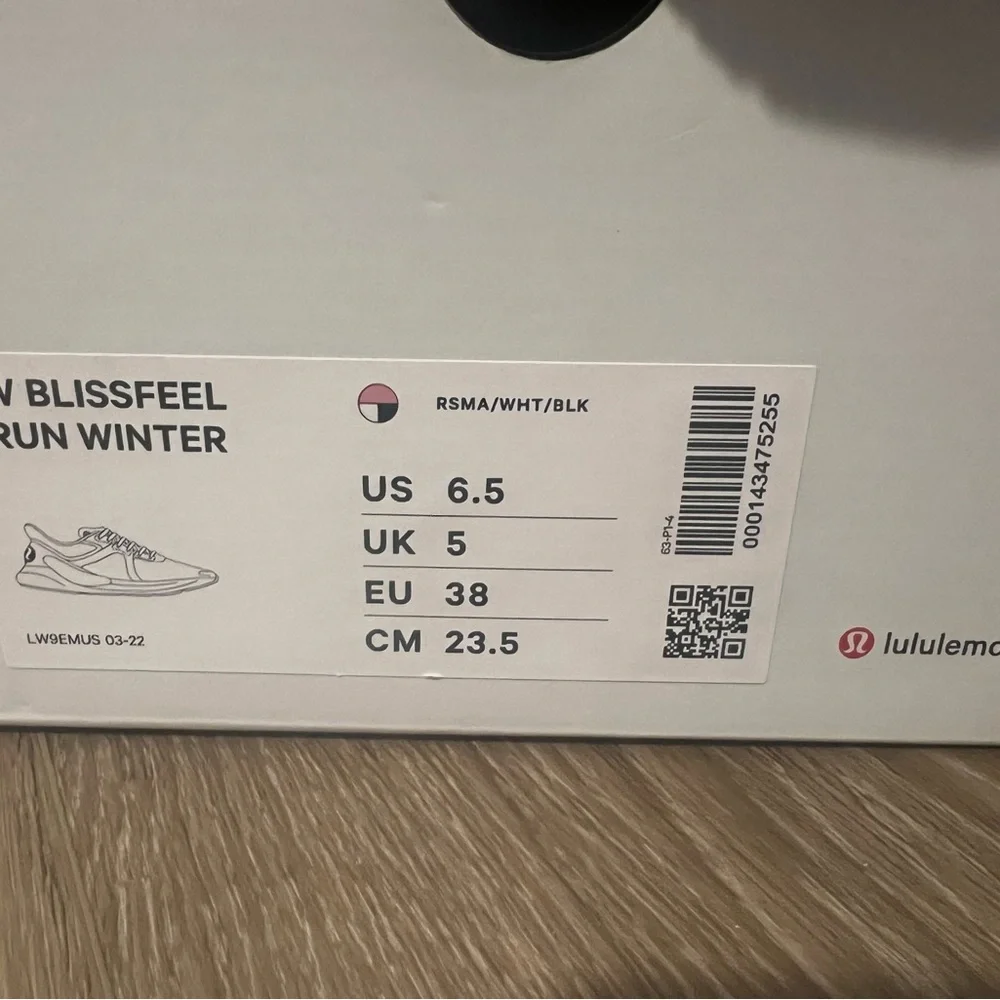 W BLISSFEEL
RUN WINTER
LW9EMUS 03-22
RSMA/WHT/BLK
US 6.5
UK 5
EU 38
CM 23.5
63-P1-4
000143475255
lululemo